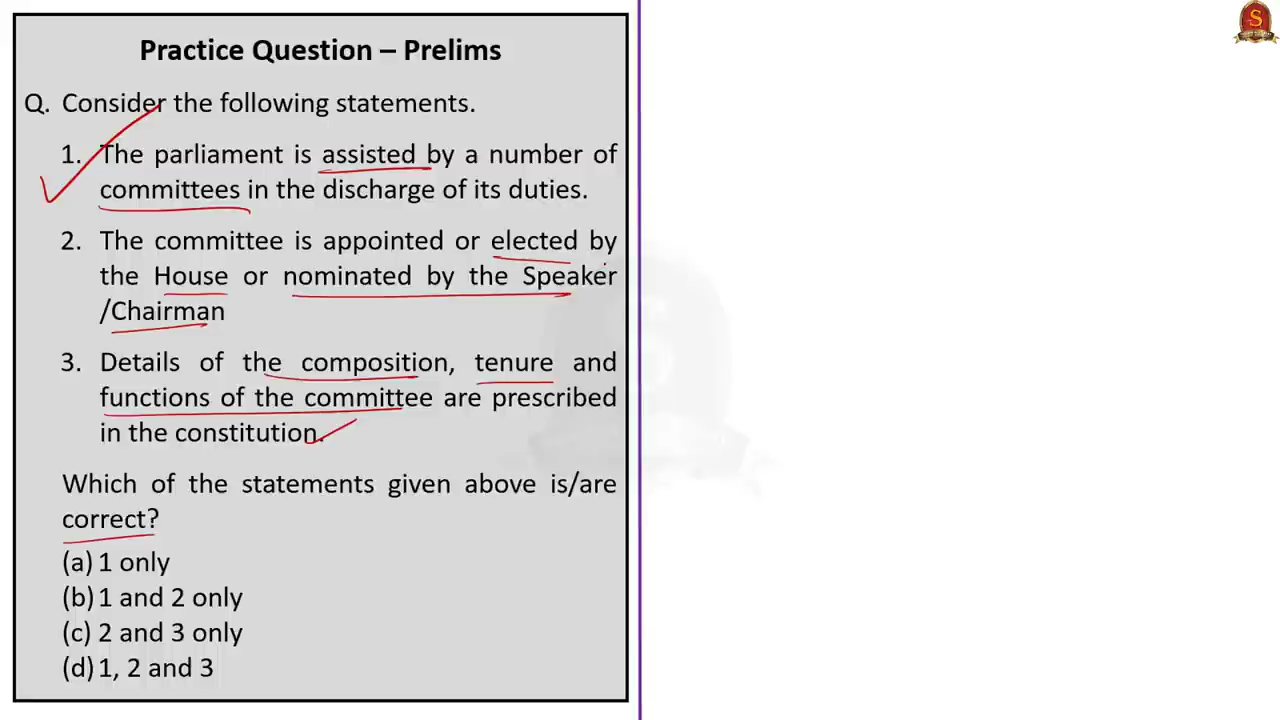 Practice Question – Prelims
Q. Consider the following statements.
1. The parliament is assisted by a number of
committees in the discharge of its duties.
2. The committee is appointed or elected by
the House or nominated by the Speaker
/Chairman
3. Details of the composition, tenure and
functions of the committee are prescribed
in the constitution.
Which of the statements given above is/are
correct?
(a) 1 only
(b) 1 and 2 only
(c) 2 and 3 only
(d) 1, 2 and 3
S